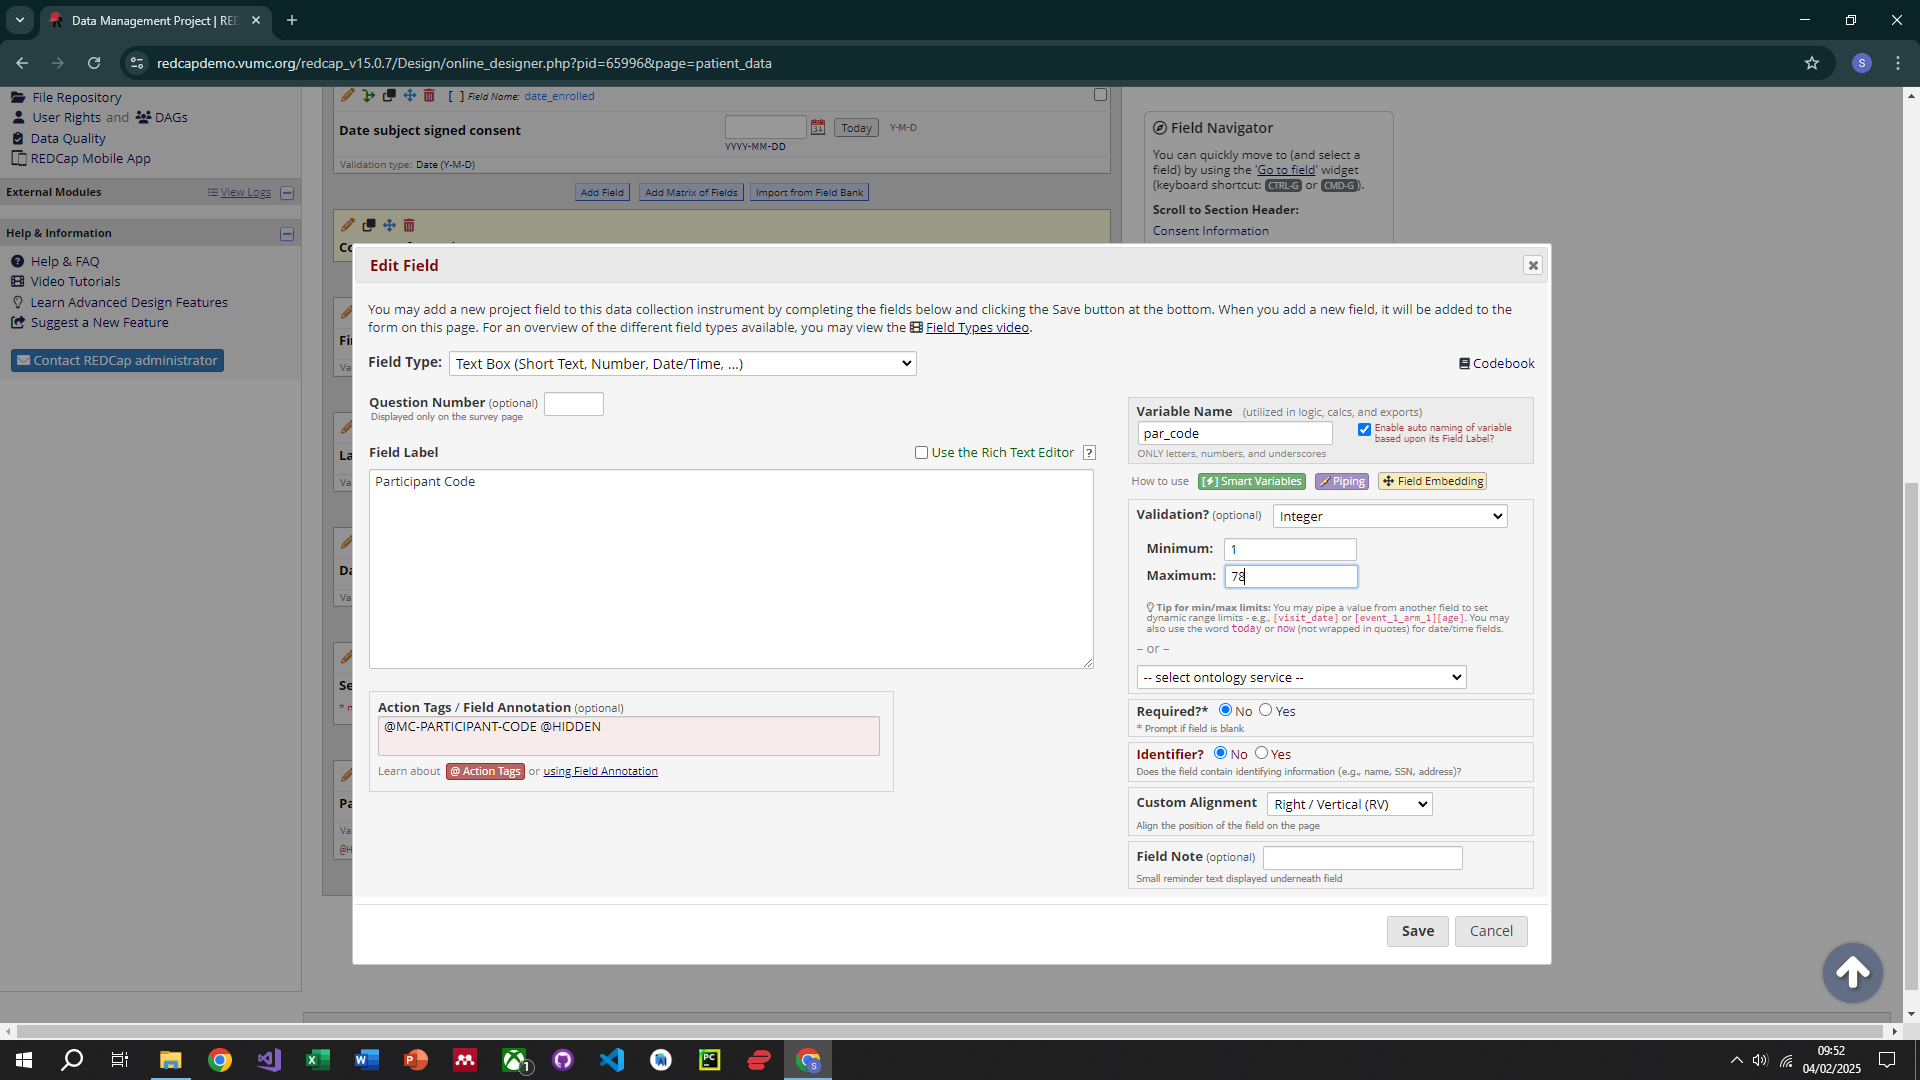 Data Management Project | RE
redcapdemo.vumc.org/redcap_v15.0.7/Design/online_designer.php?pid=65996&page=patient_data
S
File Repository
User Rights and DAGs
Data Quality
REDCap Mobile App
External Modules
View Logs
Help & Information
Help & FAQ
Video Tutorials
Learn Advanced Design Features
Suggest a New Feature
Contact REDCap administrator
[ ] Field Name: date_enrolled
Date subject signed consent
31
Today
Y-M-D
YYYY-MM-DD
Validation type: Date (Y-M-D)
Add Field
Add Matrix of Fields
Import from Field Bank
Field Navigator
You can quickly move to (and select a
field) by using the 'Go to field' widget
(keyboard shortcut: CTRL-G or CMD-G).
Scroll to Section Header:
Consent Information
Edit Field
You may add a new project field to this data collection instrument by completing the fields below and clicking the Save button at the bottom. When you add a new field, it will be added to the
form on this page. For an overview of the different field types available, you may view the Field Types video.
Field Type: Text Box (Short Text, Number, Date/Time, ...)
Codebook
Question Number (optional)
Displayed only on the survey page
Field Label
Use the Rich Text Editor ?
Participant Code
Action Tags / Field Annotation (optional)
@MC-PARTICIPANT-CODE @HIDDEN
Learn about @ Action Tags or using Field Annotation
Variable Name (utilized in logic, calcs, and exports)
par_code
Enable auto naming of variable
based upon its Field Label?
ONLY letters, numbers, and underscores
How to use [⚡] Smart Variables Piping Field Embedding
Validation? (optional) Integer
Minimum: 1
Maximum: 78
Tip for min/max limits: You may pipe a value from another field to set
dynamic range limits - e.g., [visit_date] or [event_1_arm_1][age]. You may
also use the word today or now (not wrapped in quotes) for date/time fields.
– or –
-- select ontology service --
Required?* No Yes
* Prompt if field is blank
Identifier? No Yes
Does the field contain identifying information (e.g., name, SSN, address)?
Custom Alignment Right / Vertical (RV)
Align the position of the field on the page
Field Note (optional)
Small reminder text displayed underneath field
Save
Cancel
09:52
04/02/2025